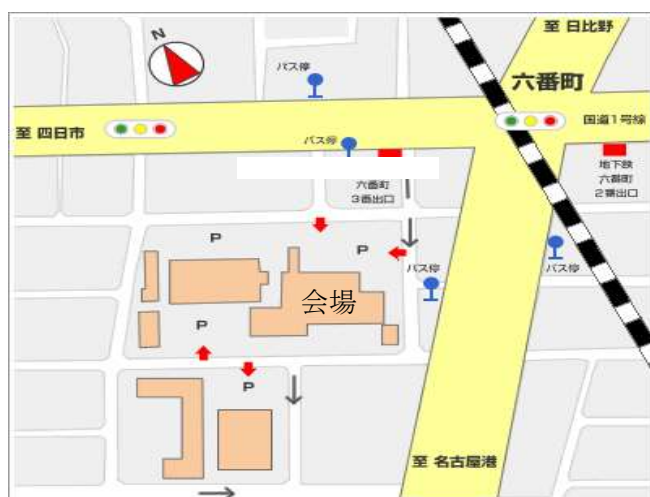 至 日比野
N
バス停
六番町
国道1号線
至 四日市
バス停
地下鉄
六番町
2番出口
六番町
3番出口
P
P
バス停
バス停
会場
P
P
至 名古屋港